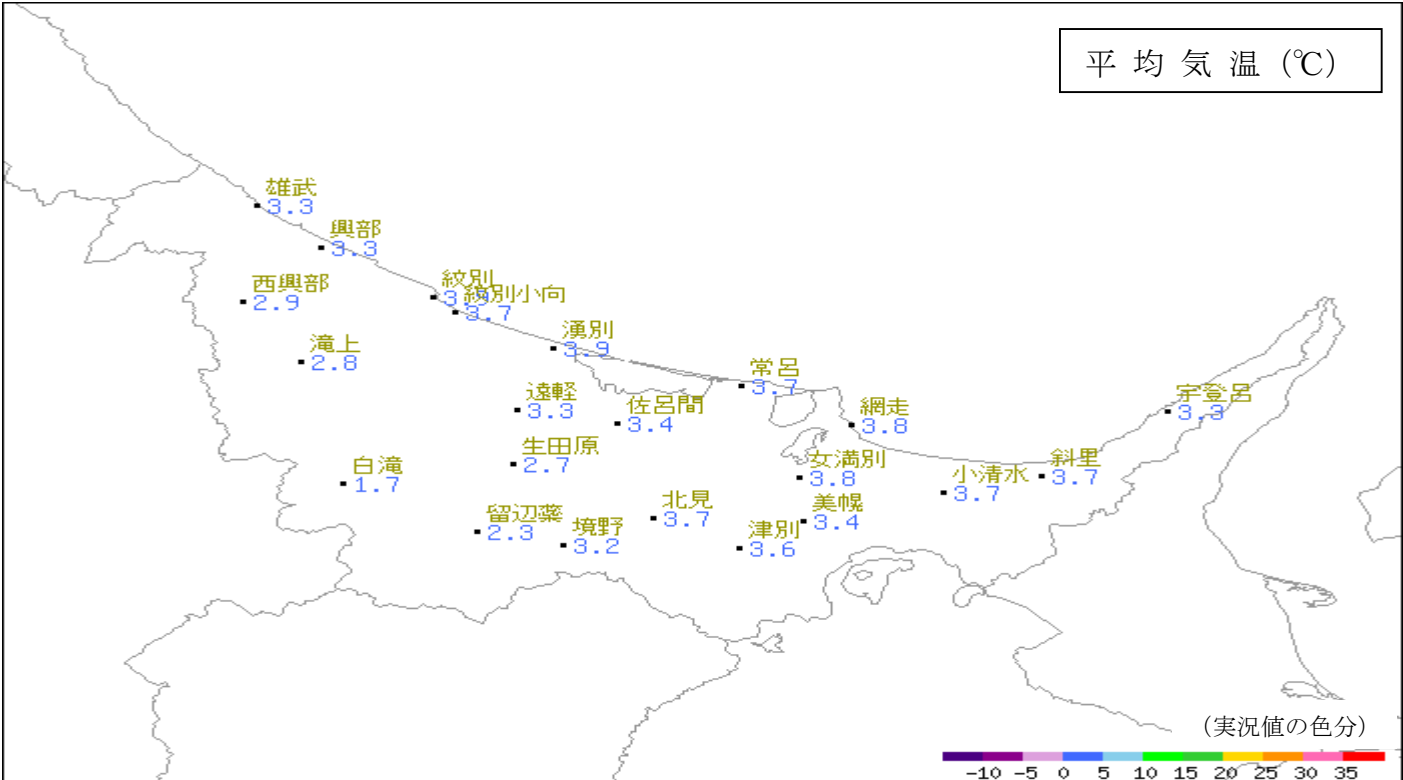 平 均 気 温 (℃)
雄武
3.3
興部
3.3
西興部
2.9
紋別
3.9
紋別小向
3.7
湧別
3.9
滝上
2.8
常呂
3.7
遠軽
3.3
佐呂間
3.4
網走
3.8
宇登呂
3.3
生田原
2.7
白滝
1.7
女満別
3.8
小清水
3.7
斜里
3.7
留辺蘂
2.3
境野
3.2
北見
3.7
美幌
3.4
津別
3.6
(実況値の色分)
-10 -5 0 5 10 15 20 25 30 35